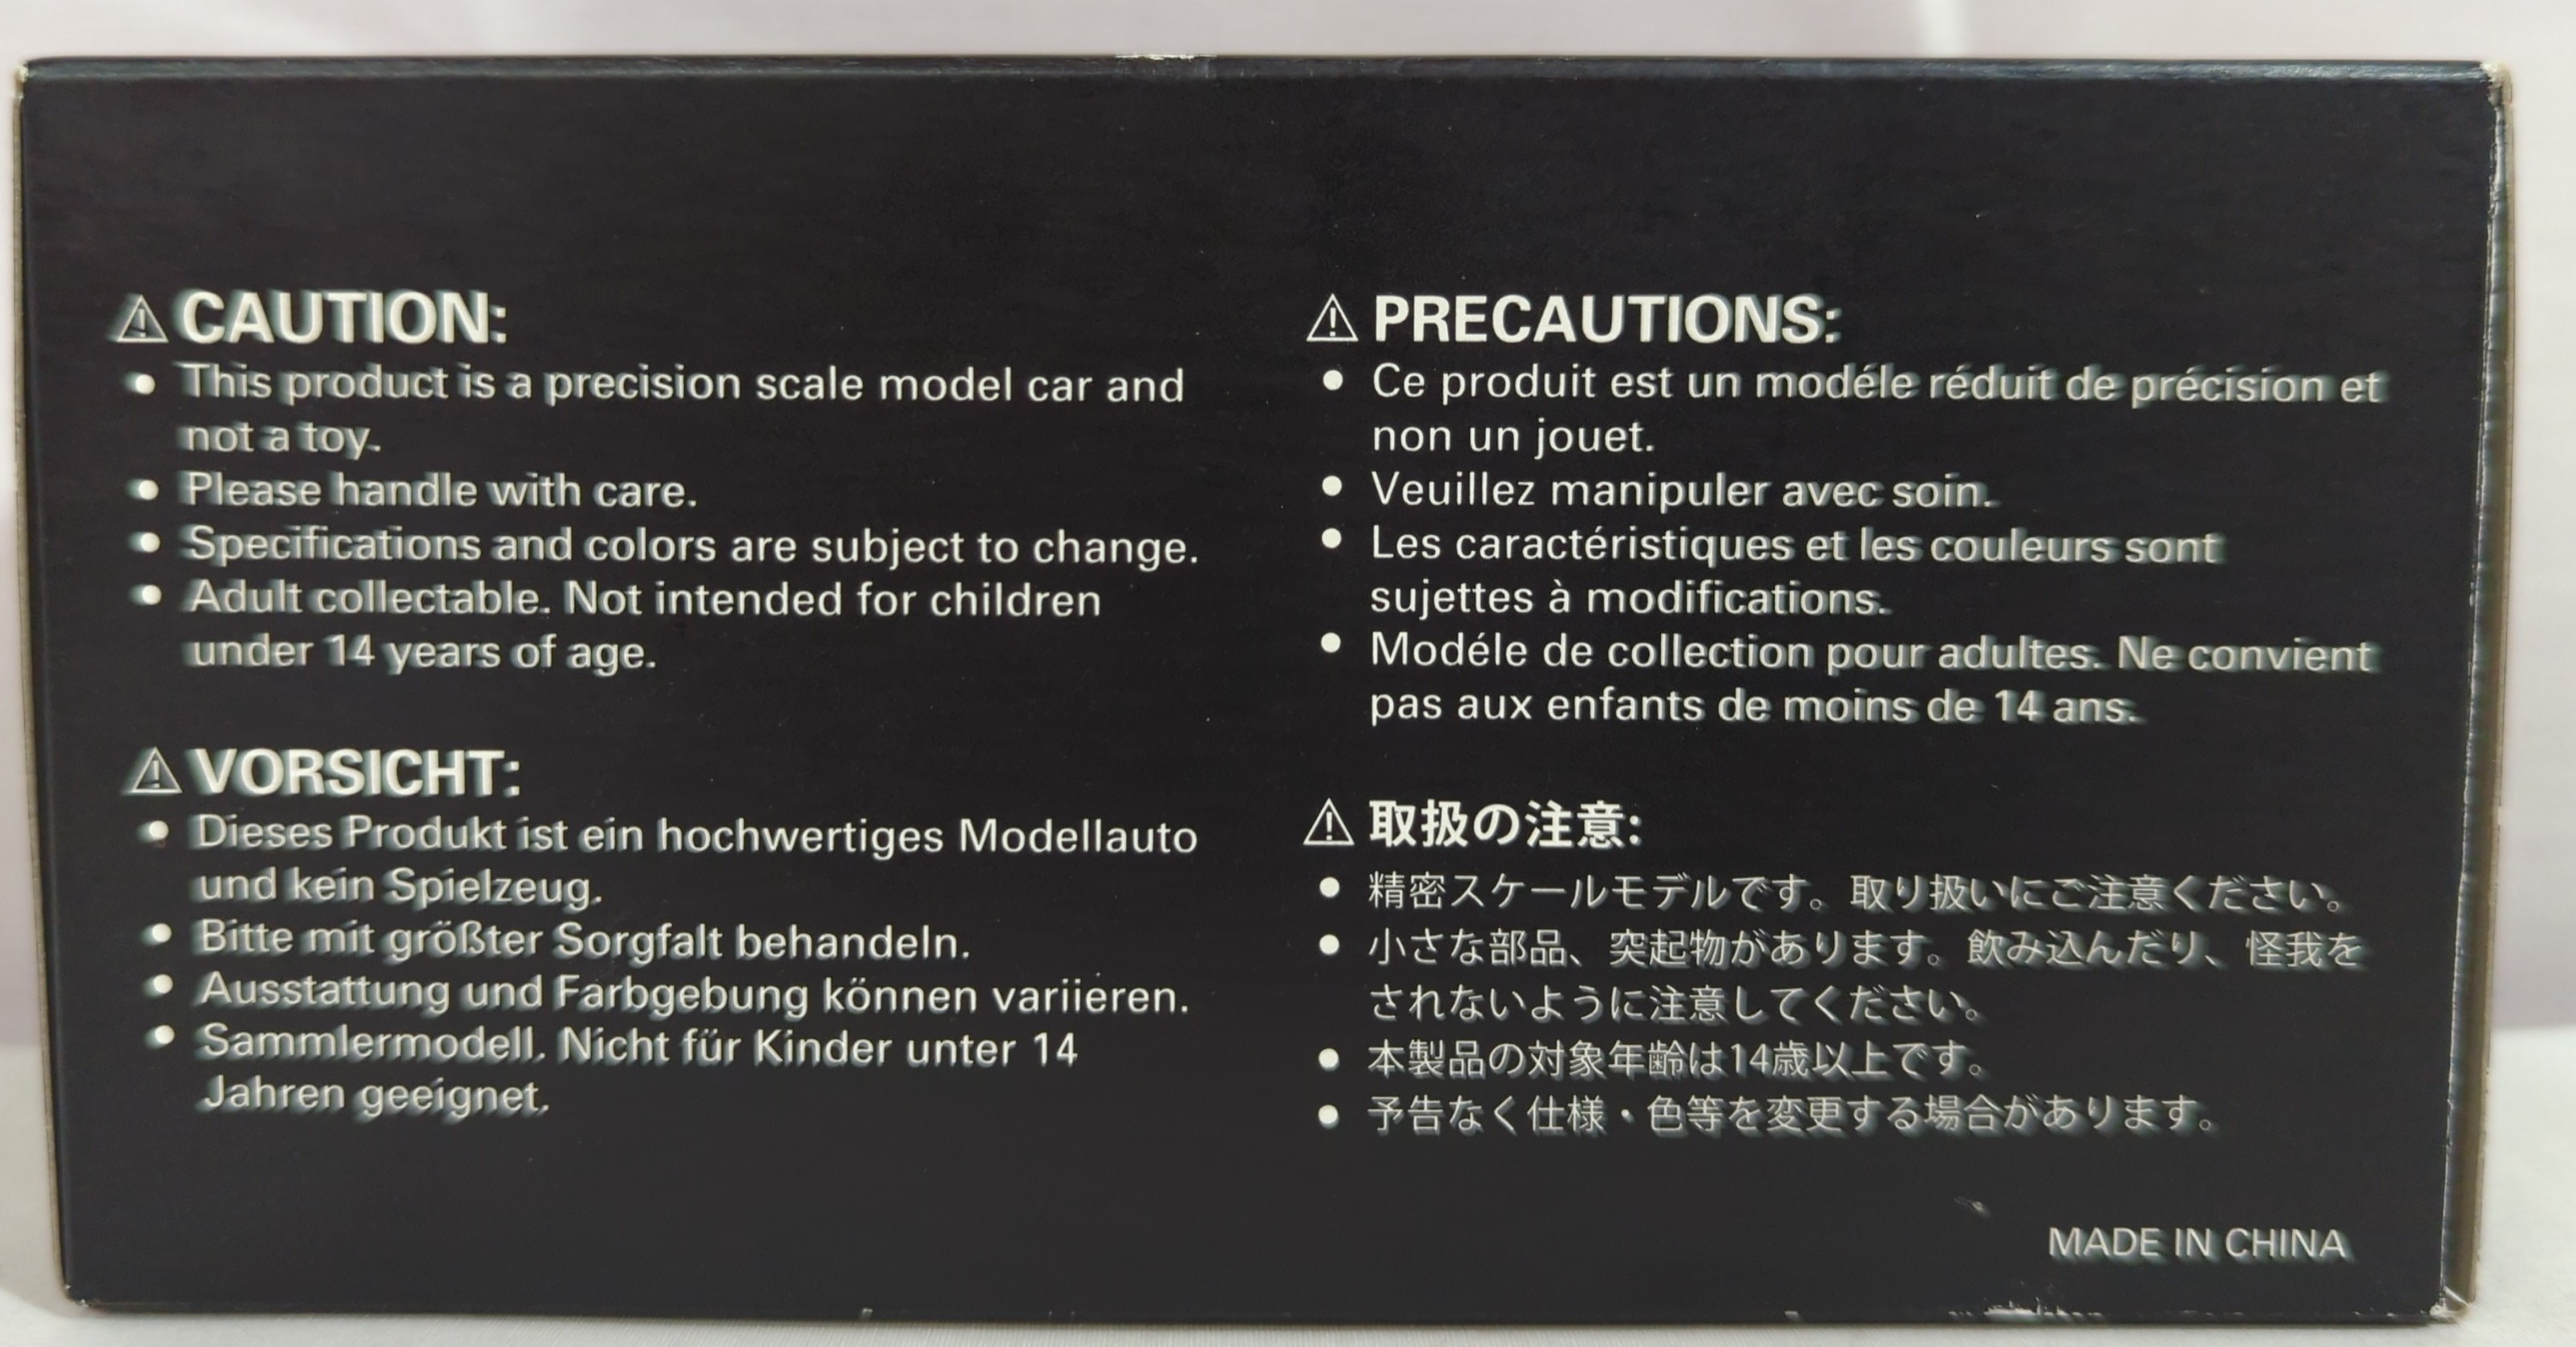 ⚠ CAUTION:
• This product is a precision scale model car and
not a toy.
• Please handle with care.
• Specifications and colors are subject to change.
• Adult collectable. Not intended for children
under 14 years of age.
⚠ VORSICHT:
• Dieses Produkt ist ein hochwertiges Modellauto
und kein Spielzeug.
• Bitte mit größter Sorgfalt behandeln.
• Ausstattung und Farbgebung können variieren.
• Sammlermodell. Nicht für Kinder unter 14
Jahren geeignet.
⚠ PRECAUTIONS:
• Ce produit est un modéle réduit de précision et
non un jouet.
• Veuillez manipuler avec soin.
• Les caractéristiques et les couleurs sont
sujettes à modifications.
• Modéle de collection pour adultes. Ne convient
pas aux enfants de moins de 14 ans.
⚠ 取扱の注意:
• 精密スケールモデルです。取り扱いにご注意ください。
• 小さな部品、突起物があります。飲み込んだり、怪我を
されないように注意してください。
• 本製品の対象年齢は14歳以上です。
• 予告なく仕様・色等を変更する場合があります。
MADE IN CHINA